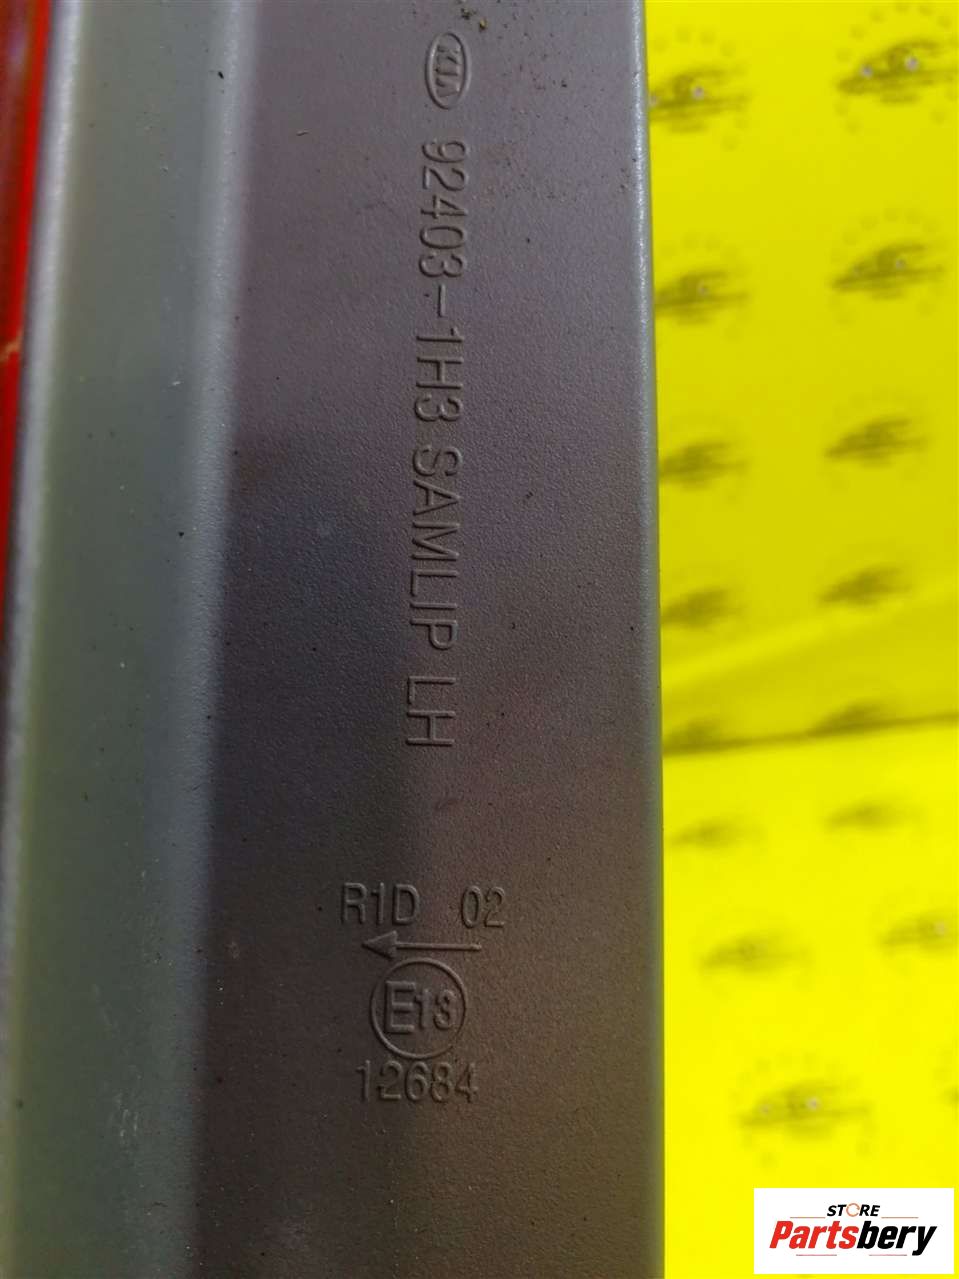 KIA 92403-1H3 SAMLIP LH
R1D 02
E13
12684
STORE
Partsbery